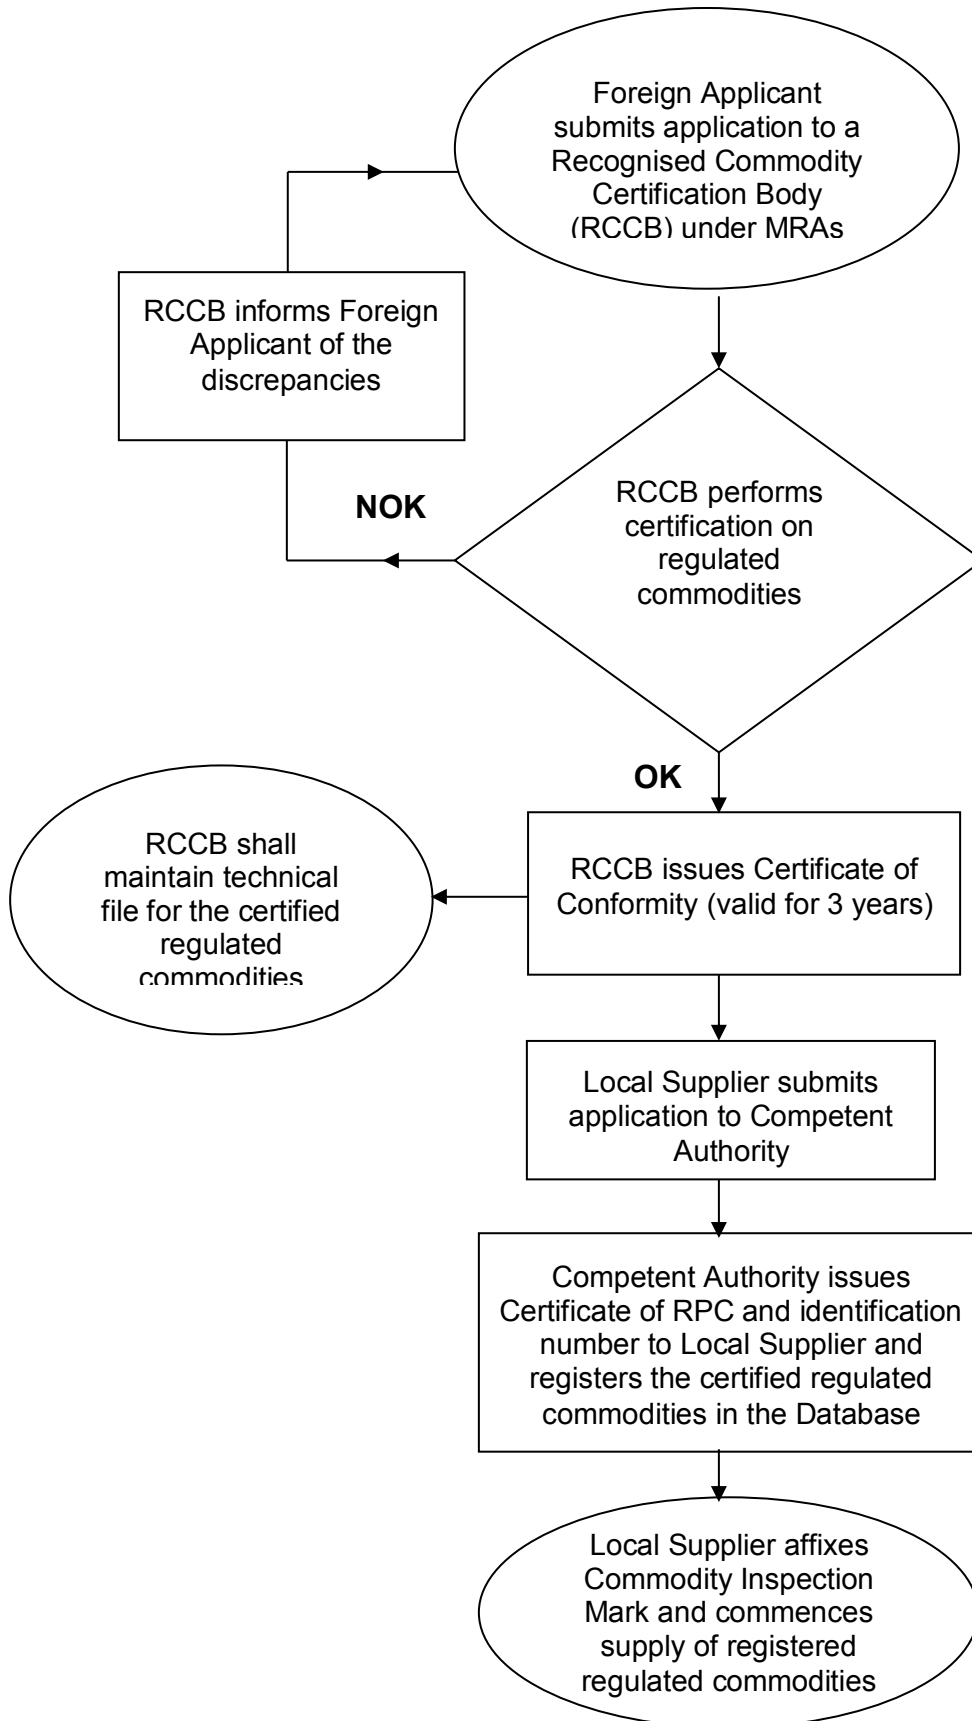 Foreign Applicant
submits application to a
Recognised Commodity
Certification Body
(RCCB) under MRAs
RCCB informs Foreign
Applicant of the
discrepancies
NOK
RCCB performs
certification on
regulated
commodities
OK
RCCB shall
maintain technical
file for the certified
regulated
commodities
RCCB issues Certificate of
Conformity (valid for 3 years)
Local Supplier submits
application to Competent
Authority
Competent Authority issues
Certificate of RPC and identification
number to Local Supplier and
registers the certified regulated
commodities in the Database
Local Supplier affixes
Commodity Inspection
Mark and commences
supply of registered
regulated commodities